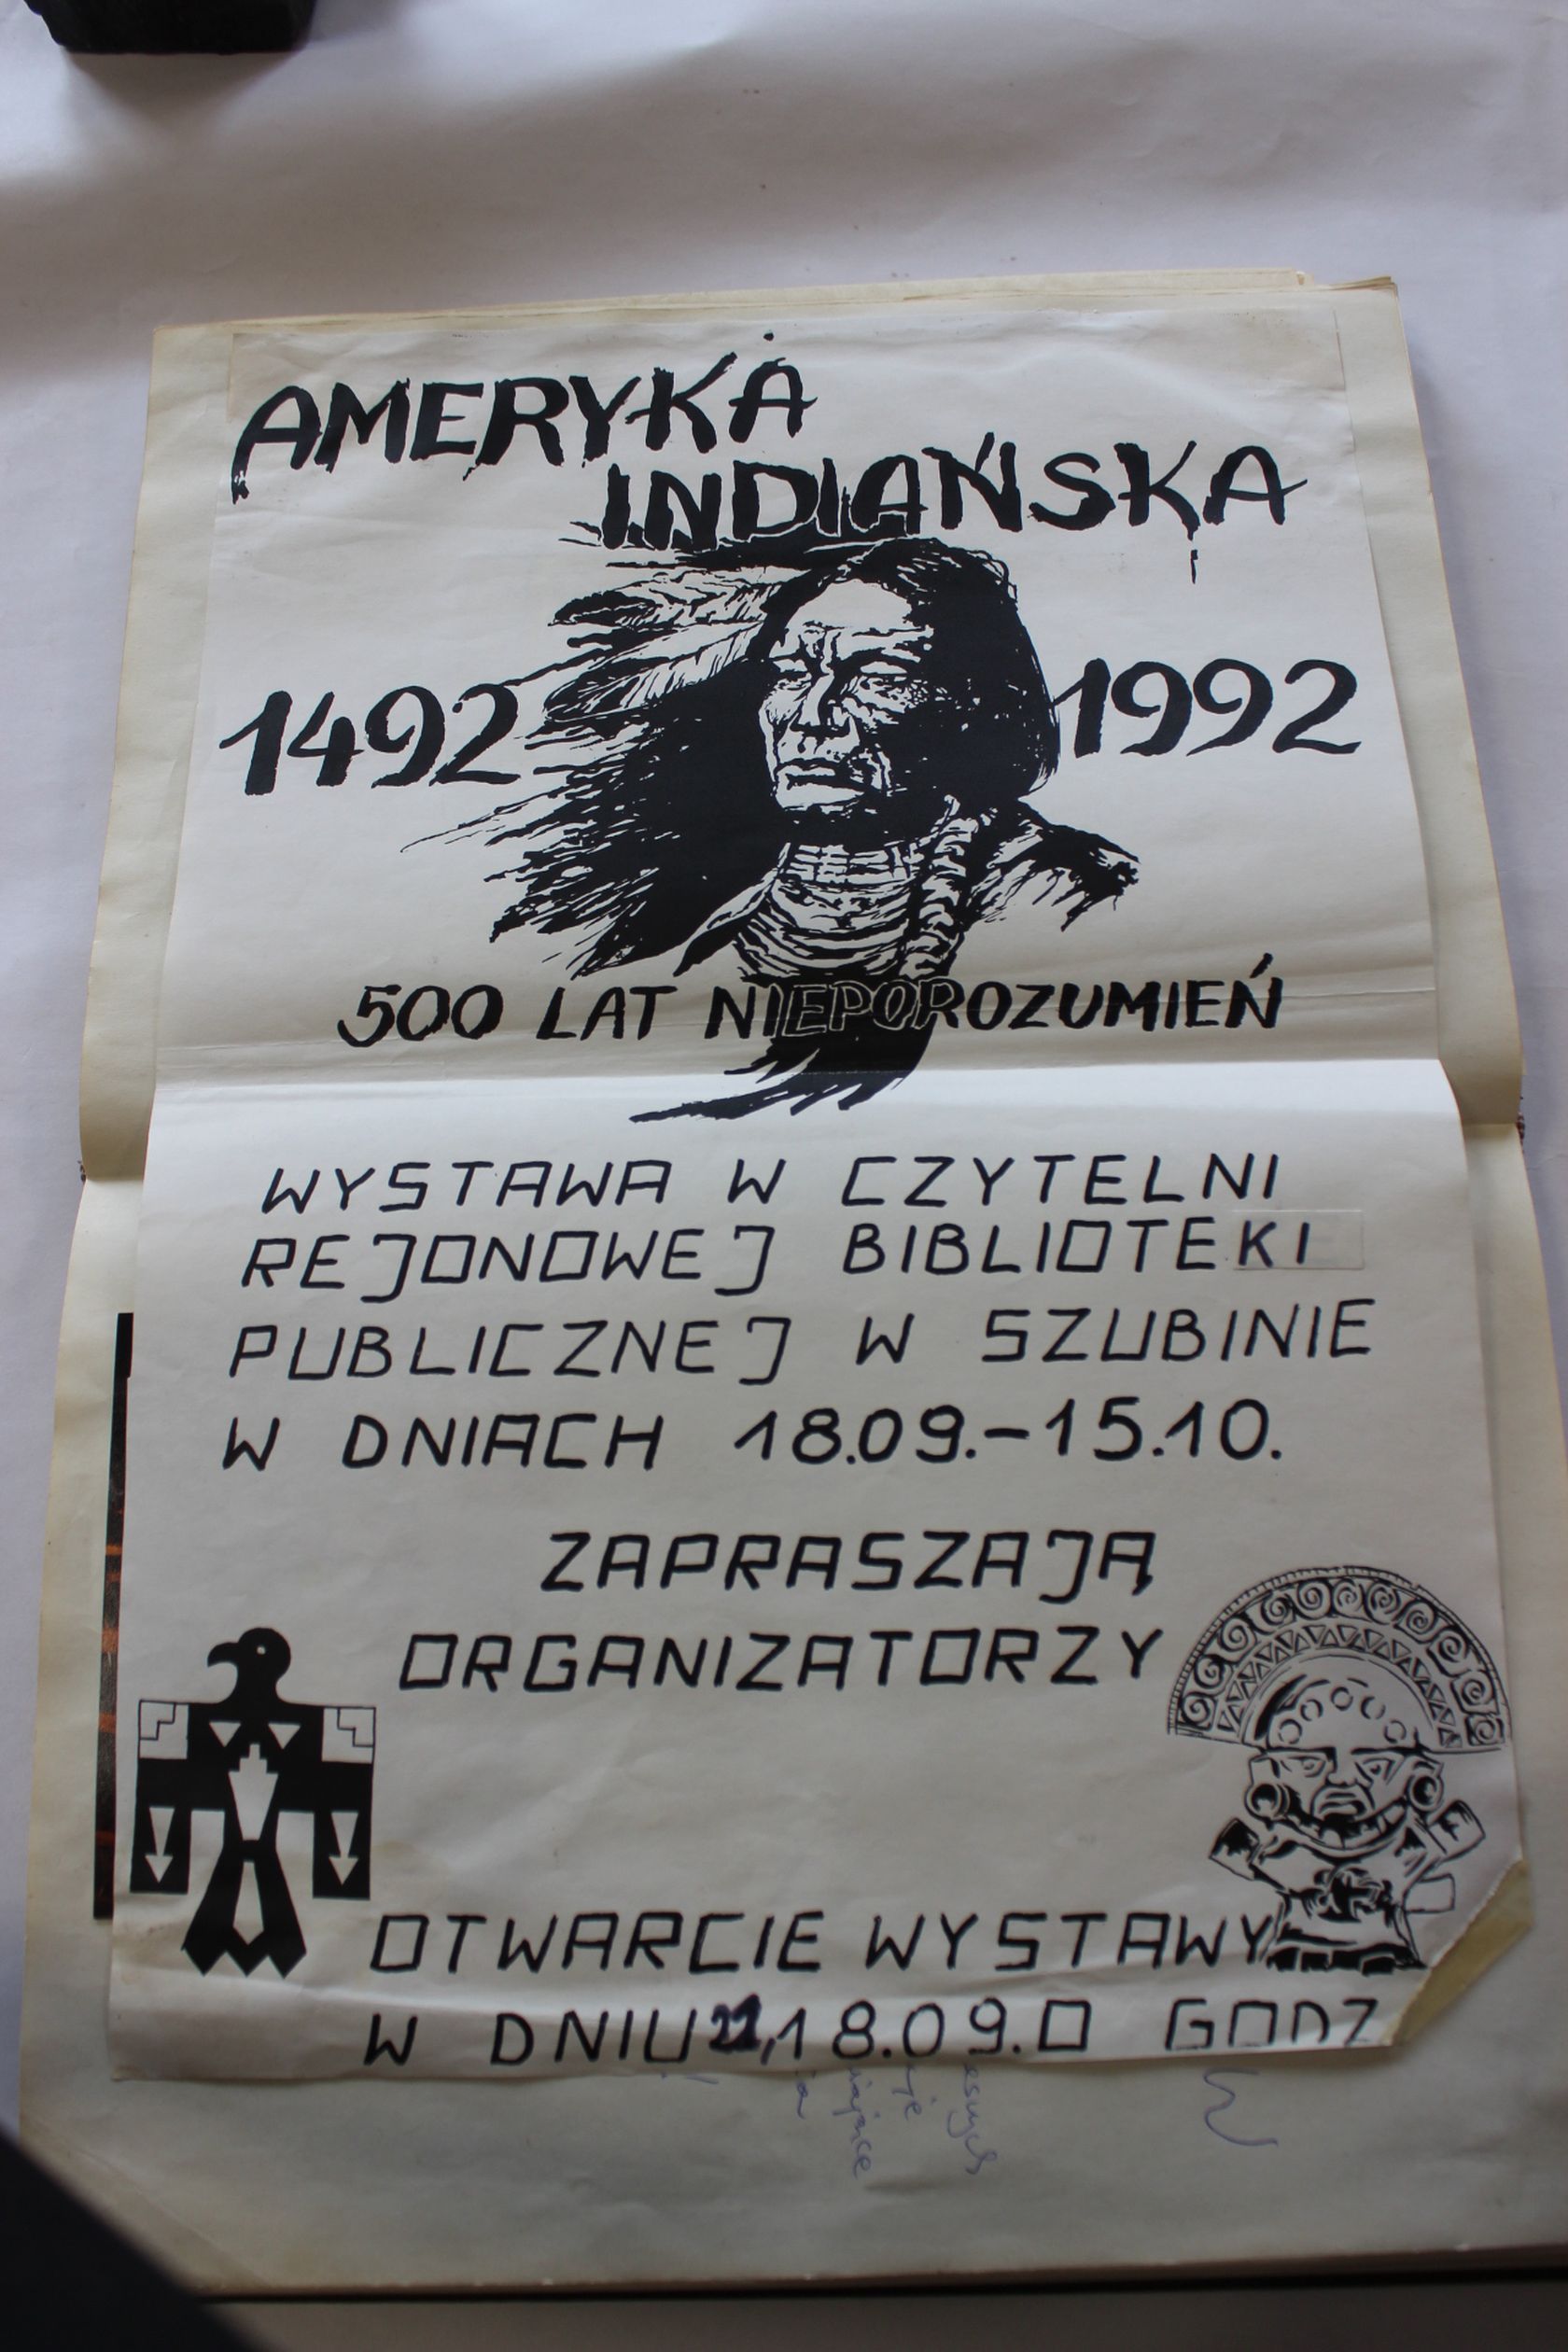 AMERYKA
INDIAŃSKA
1492 1992
500 LAT NIEPOROZUMIEŃ
WYSTAWA W CZYTELNI
REJONOWEJ BIBLIOTEKI
PUBLICZNEJ W SZUBINIE
W DNIACH 18.09.-15.10.
ZAPRASZAJĄ
ORGANIZATORZY
OTWARCIE WYSTAWY
W DNIU 18.09.O GODZ